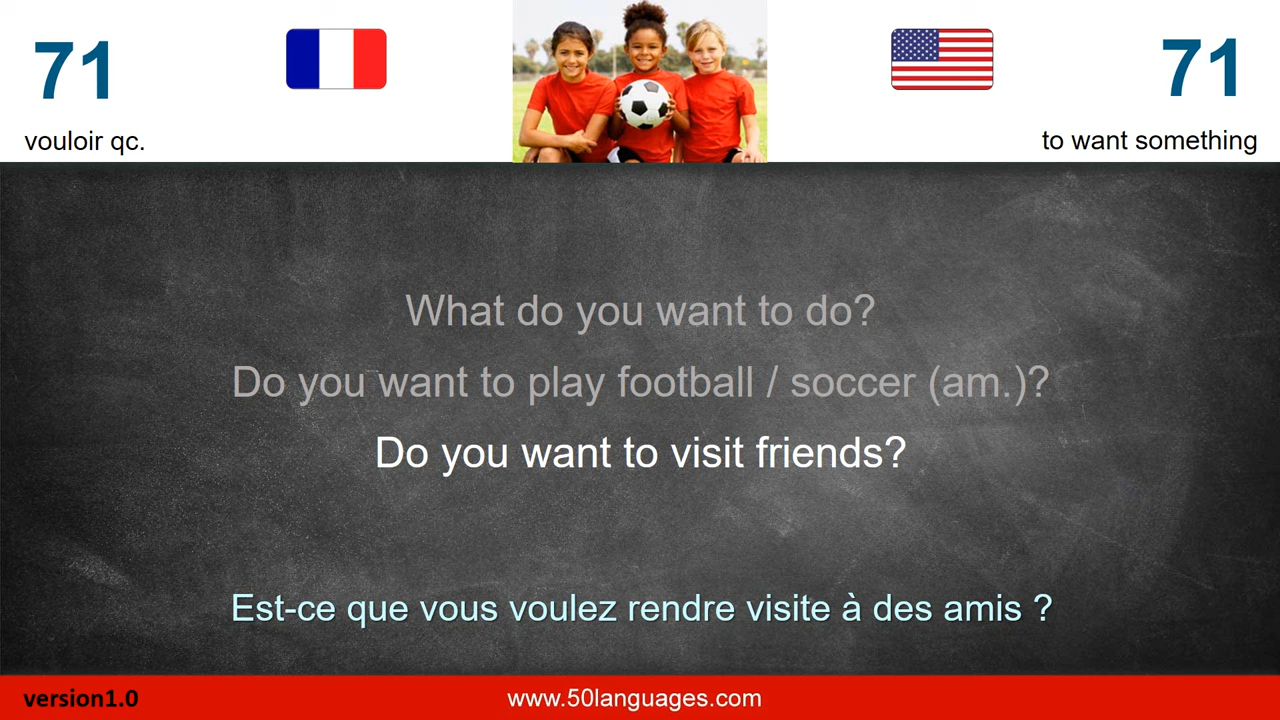 71
71
vouloir qc.
to want something
What do you want to do?
Do you want to play football / soccer (am.)?
Do you want to visit friends?
Est-ce que vous voulez rendre visite à des amis ?
version1.0
www.50languages.com